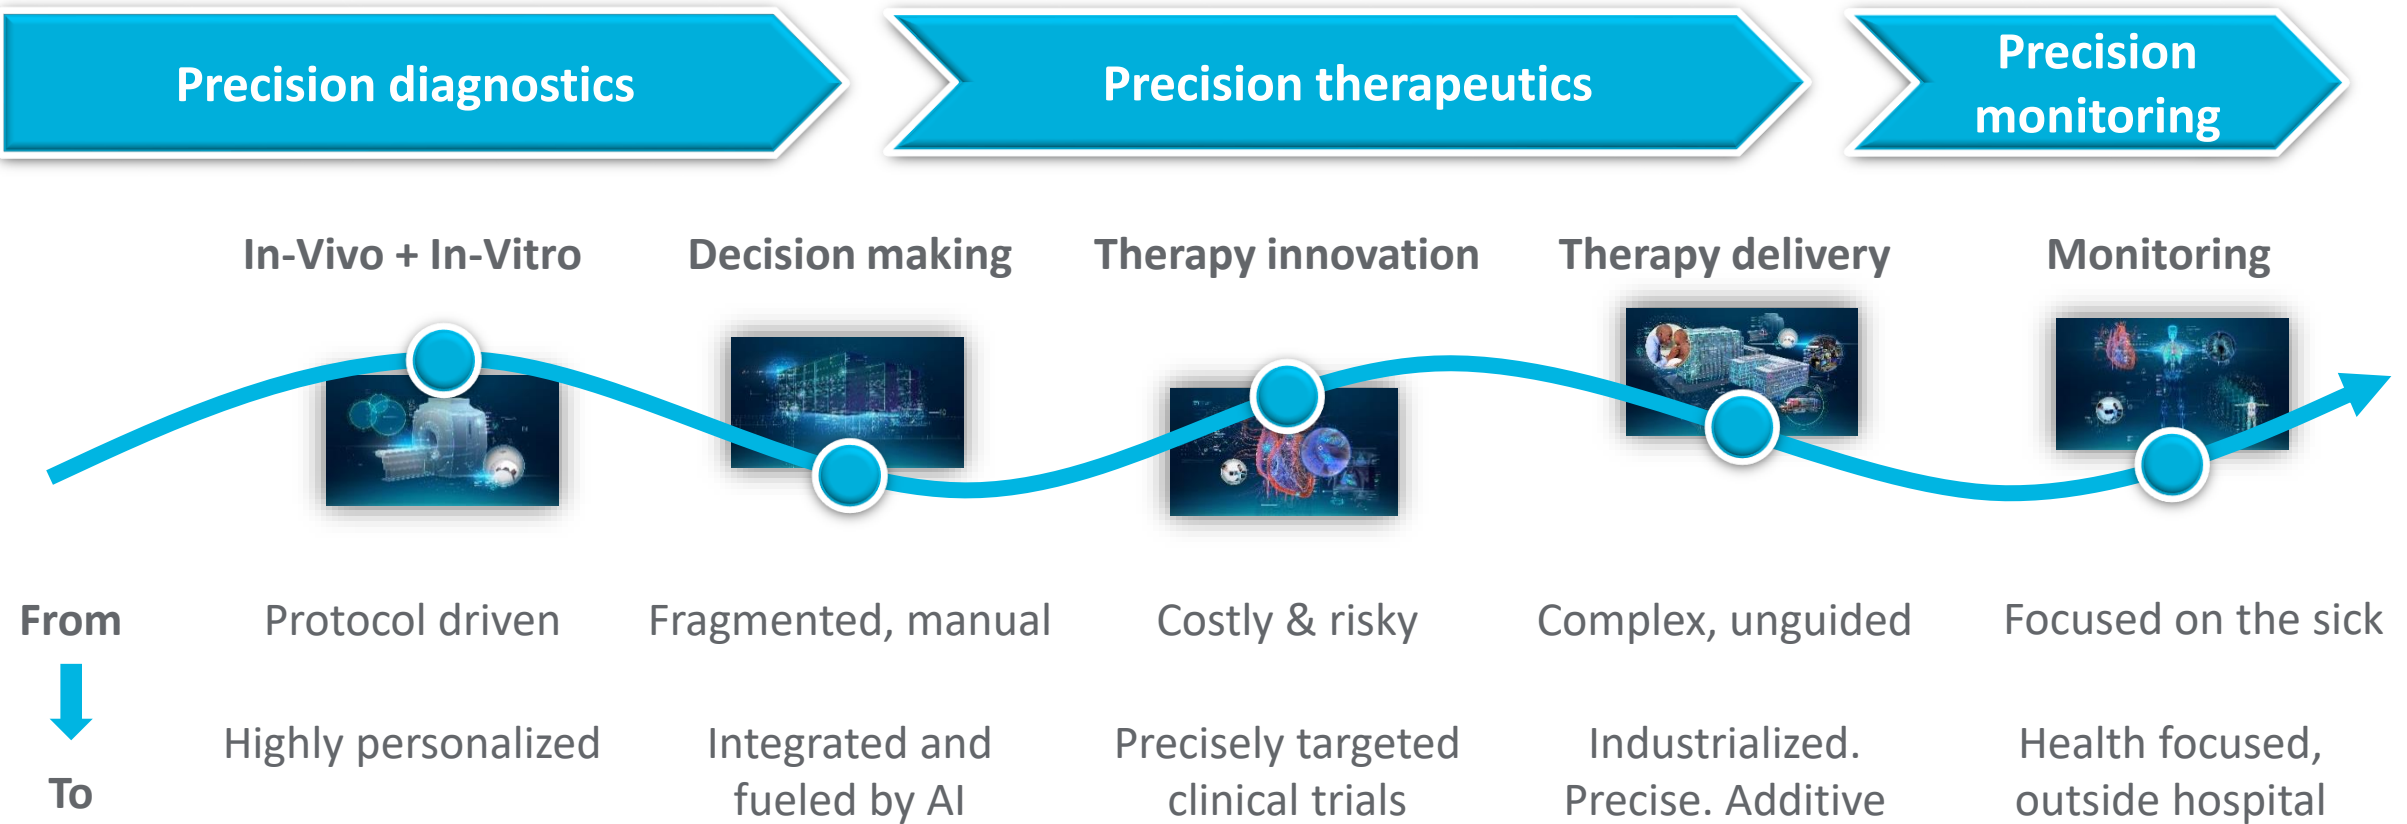 Precision diagnostics
Precision therapeutics
Precision
monitoring
In-Vivo + In-Vitro
Decision making
Therapy innovation
Therapy delivery
Monitoring
From
Protocol driven
Fragmented, manual
Costly & risky
Complex, unguided
Focused on the sick
To
Highly personalized
Integrated and
fueled by AI
Precisely targeted
clinical trials
Industrialized.
Precise. Additive
Health focused,
outside hospital